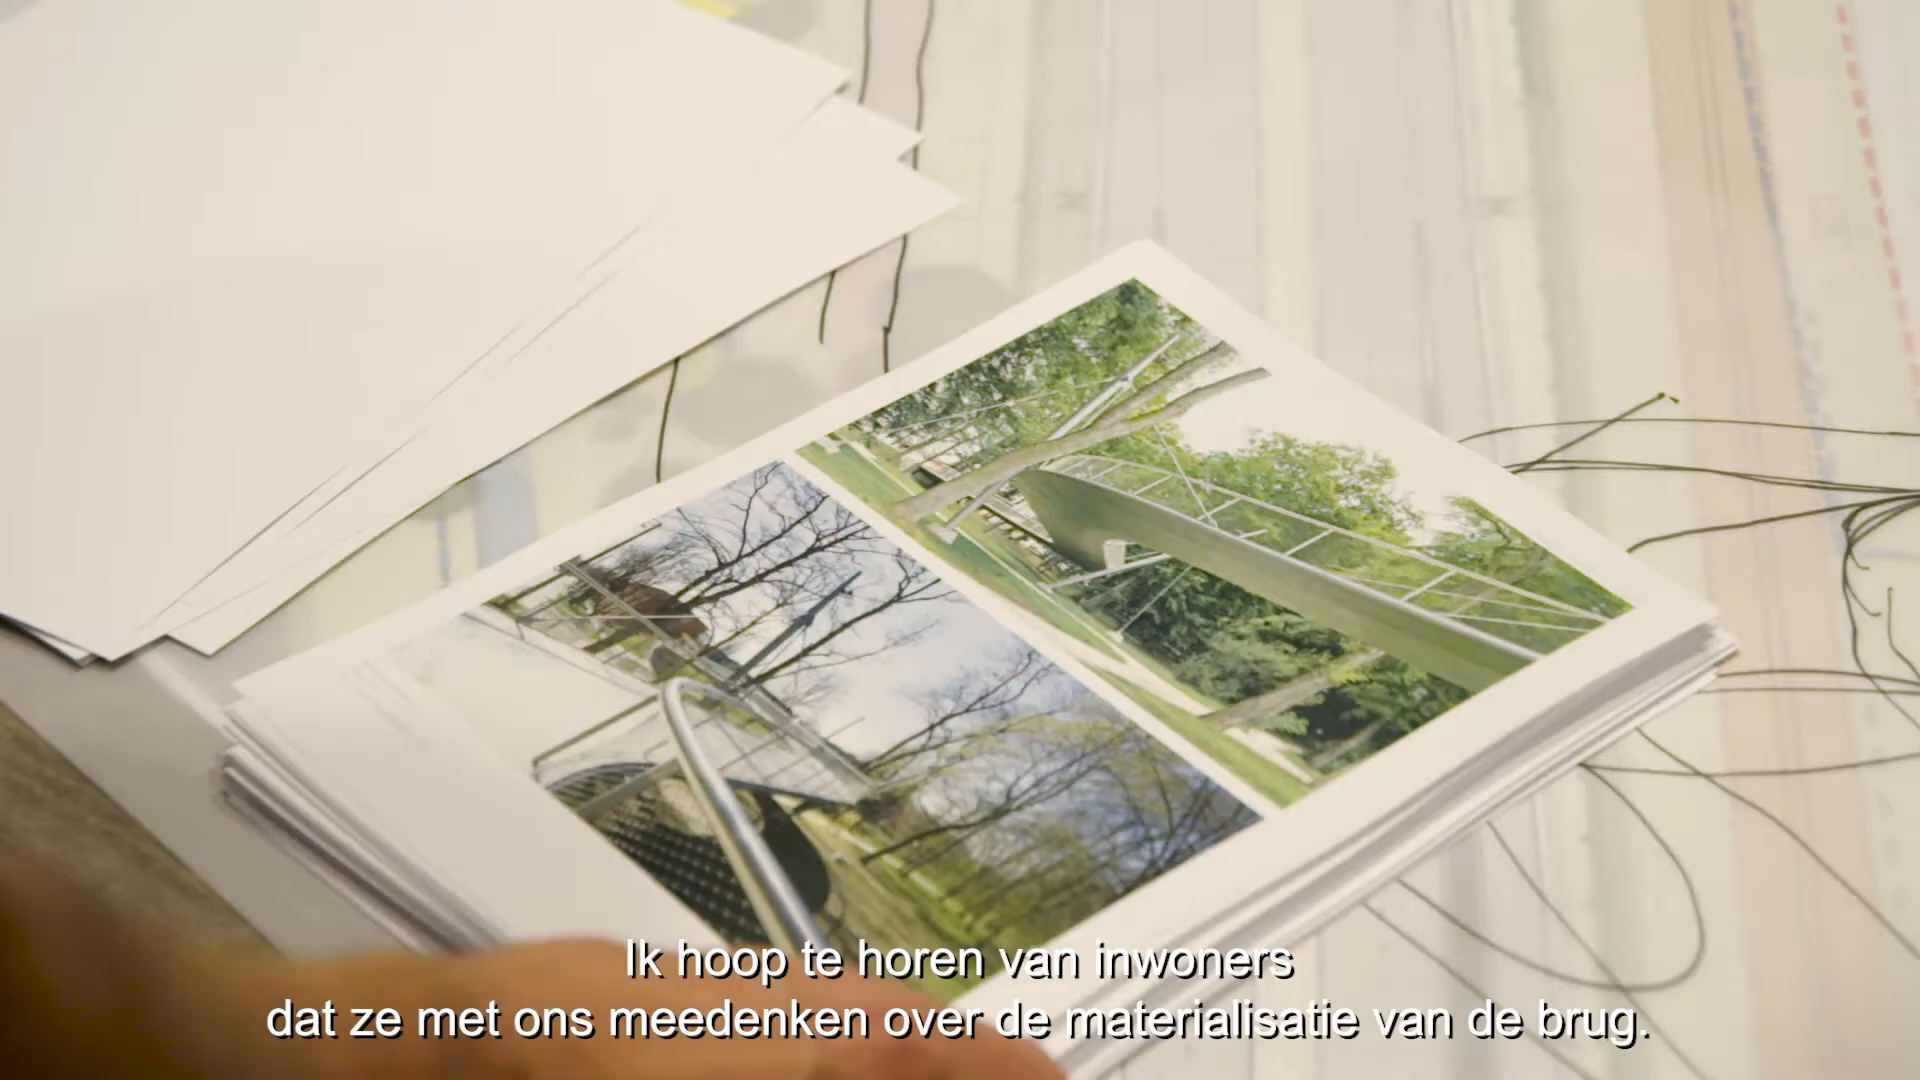 Ik hoop te horen van inwoners
dat ze met ons meedenken over de materialisatie van de brug.